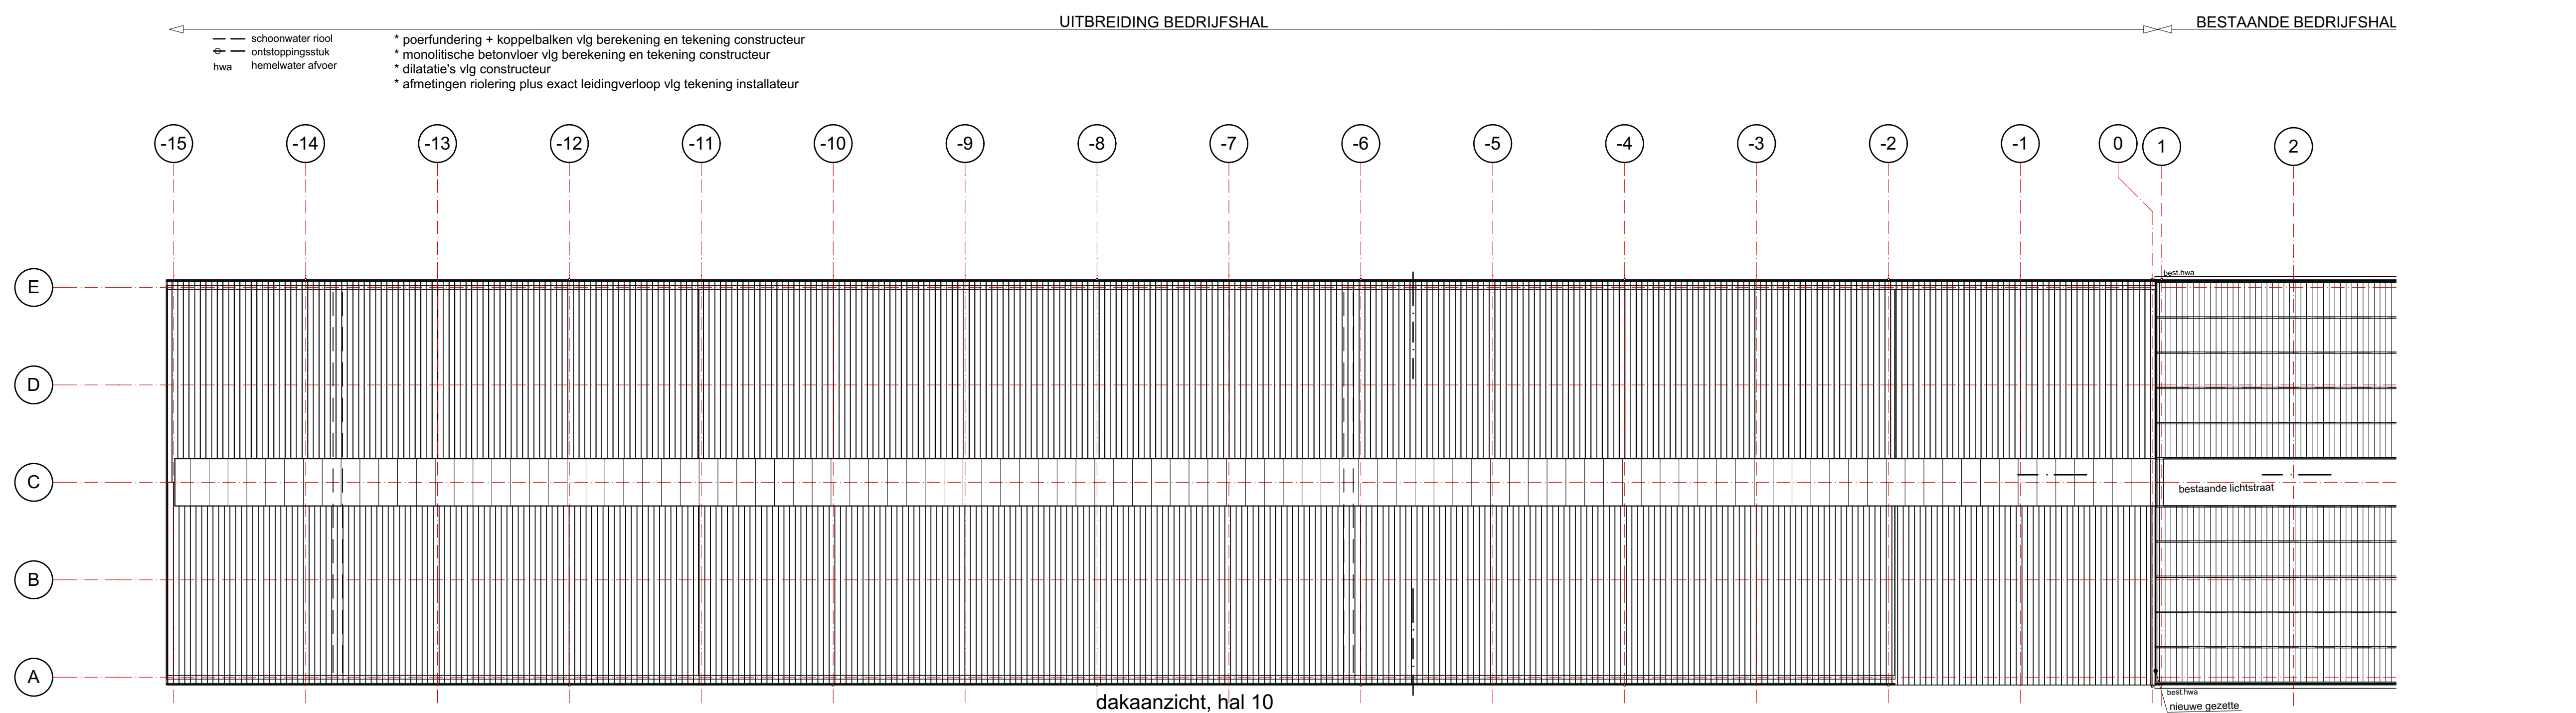 UITBREIDING BEDRIJFSHAL
BESTAANDE BEDRIJFSHAL
schoonwater riool
ontstoppingsstuk
hwa hemelwater afvoer
* poerfundering + koppelbalken vlg berekening en tekening constructeur
* monolitische betonvloer vlg berekening en tekening constructeur
* dilatatie's vlg constructeur
* afmetingen riolering plus exact leidingverloop vlg tekening installateur
-15 -14 -13 -12 -11 -10 -9 -8 -7 -6 -5 -4 -3 -2 -1 0 1 2
best.hwa
E
D
C
bestaande lichtstraat
B
A
best.hwa
nieuwe gezette
dakaanzicht, hal 10